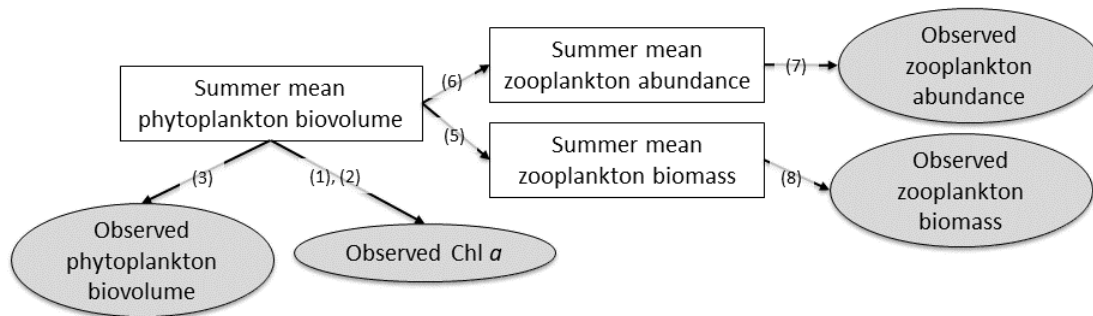 Summer mean
phytoplankton biovolume
(6)
(5)
Summer mean
zooplankton abundance
(7)
Observed
zooplankton
abundance
Summer mean
zooplankton biomass
(8)
Observed
zooplankton
biomass
(3)
(1), (2)
Observed
phytoplankton
biovolume
Observed Chl a